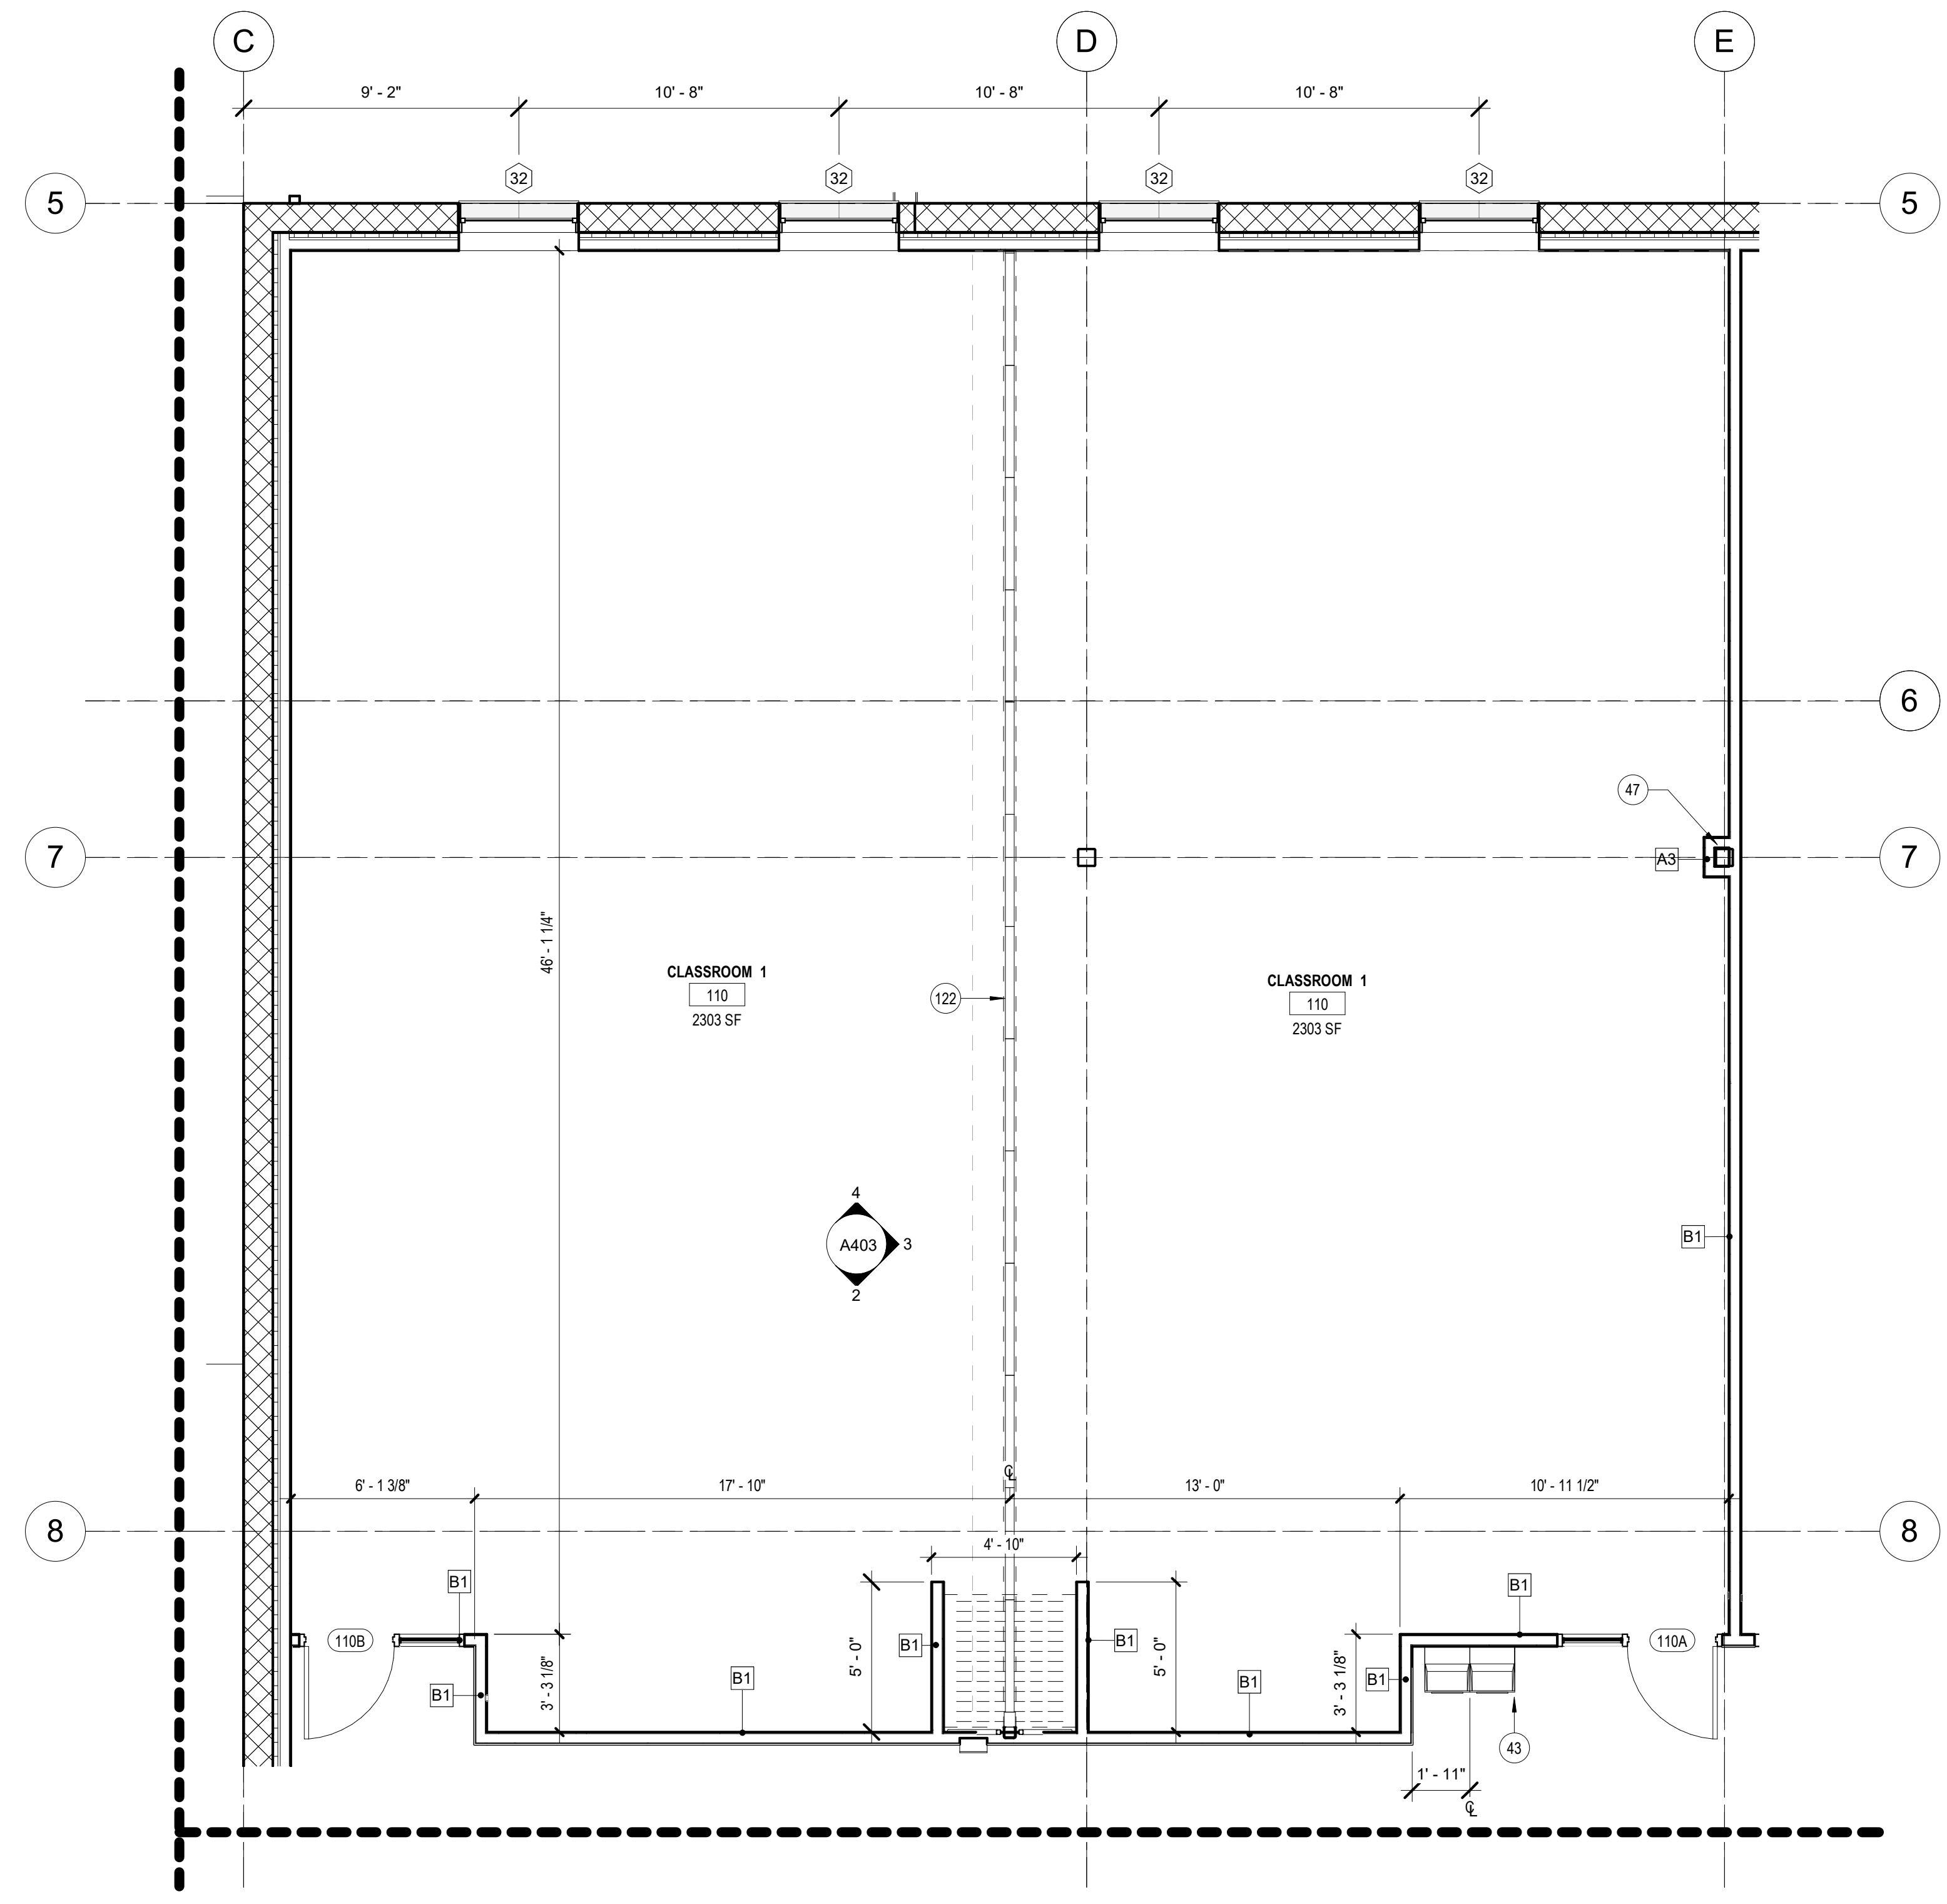 C
D
E
9' - 2"
10' - 8"
10' - 8"
10' - 8"
32
32
32
32
5
5
6
47
7
A3
7
46' - 1 1/4"
CLASSROOM 1
110
2303 SF
122
CLASSROOM 1
110
2303 SF
4
A403
3
2
B1
℄
6' - 1 3/8"
17' - 10"
13' - 0"
10' - 11 1/2"
8
8
4' - 10"
B1
B1
110B
B1
B1
110A
5' - 0"
5' - 0"
3' - 3 1/8"
3' - 3 1/8"
B1
B1
B1
B1
43
1' - 11"
℄